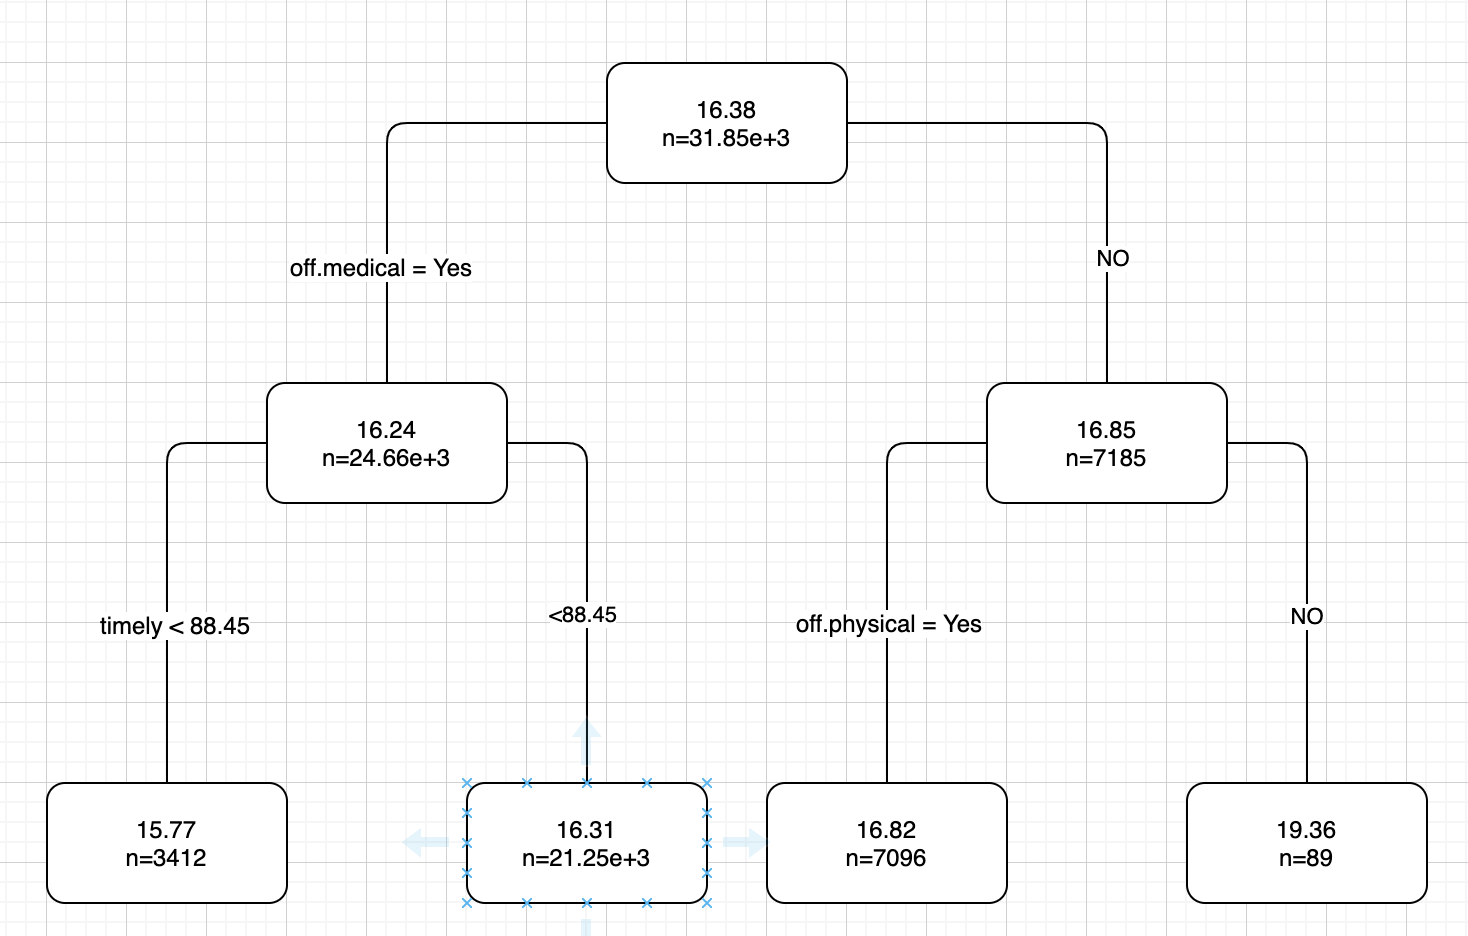 16.38
n=31.85e+3
off.medical = Yes
NO
16.24
n=24.66e+3
16.85
n=7185
timely < 88.45
<88.45
off.physical = Yes
NO
15.77
n=3412
16.31
n=21.25e+3
16.82
n=7096
19.36
n=89